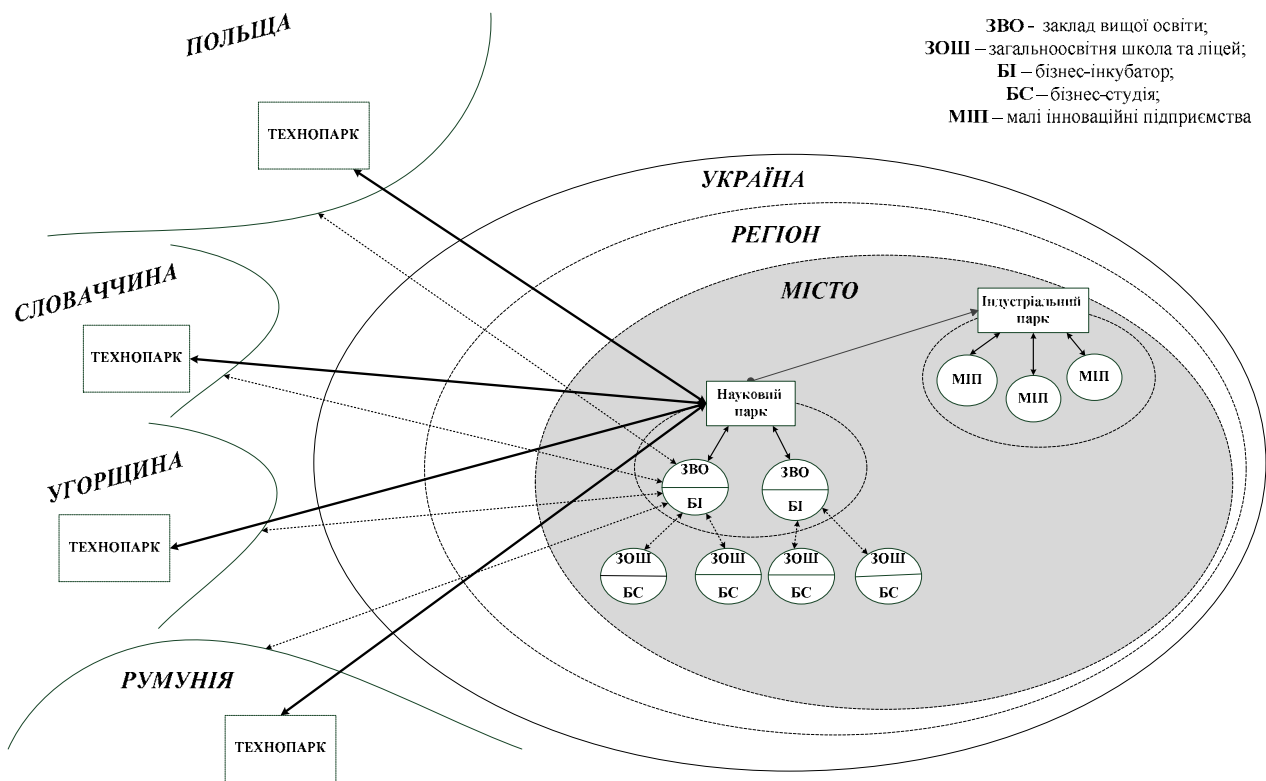 ПОЛЬЩА
ЗВО - заклад вищої освіти;
ЗОШ – загальноосвітня школа та ліцей;
БІ – бізнес-інкубатор;
БС – бізнес-студія;
МІП – малі інноваційні підприємства
ТЕХНОПАРК
УКРАЇНА
РЕГІОН
СЛОВАЧЧИНА
МІСТО
Індустріальний
парк
ТЕХНОПАРК
МІП
МІП
МІП
Науковий
парк
УГОРЩИНА
ЗВО
БІ
ЗВО
БІ
ТЕХНОПАРК
ЗОШ
БС
ЗОШ
БС
ЗОШ
БС
ЗОШ
БС
РУМУНІЯ
ТЕХНОПАРК